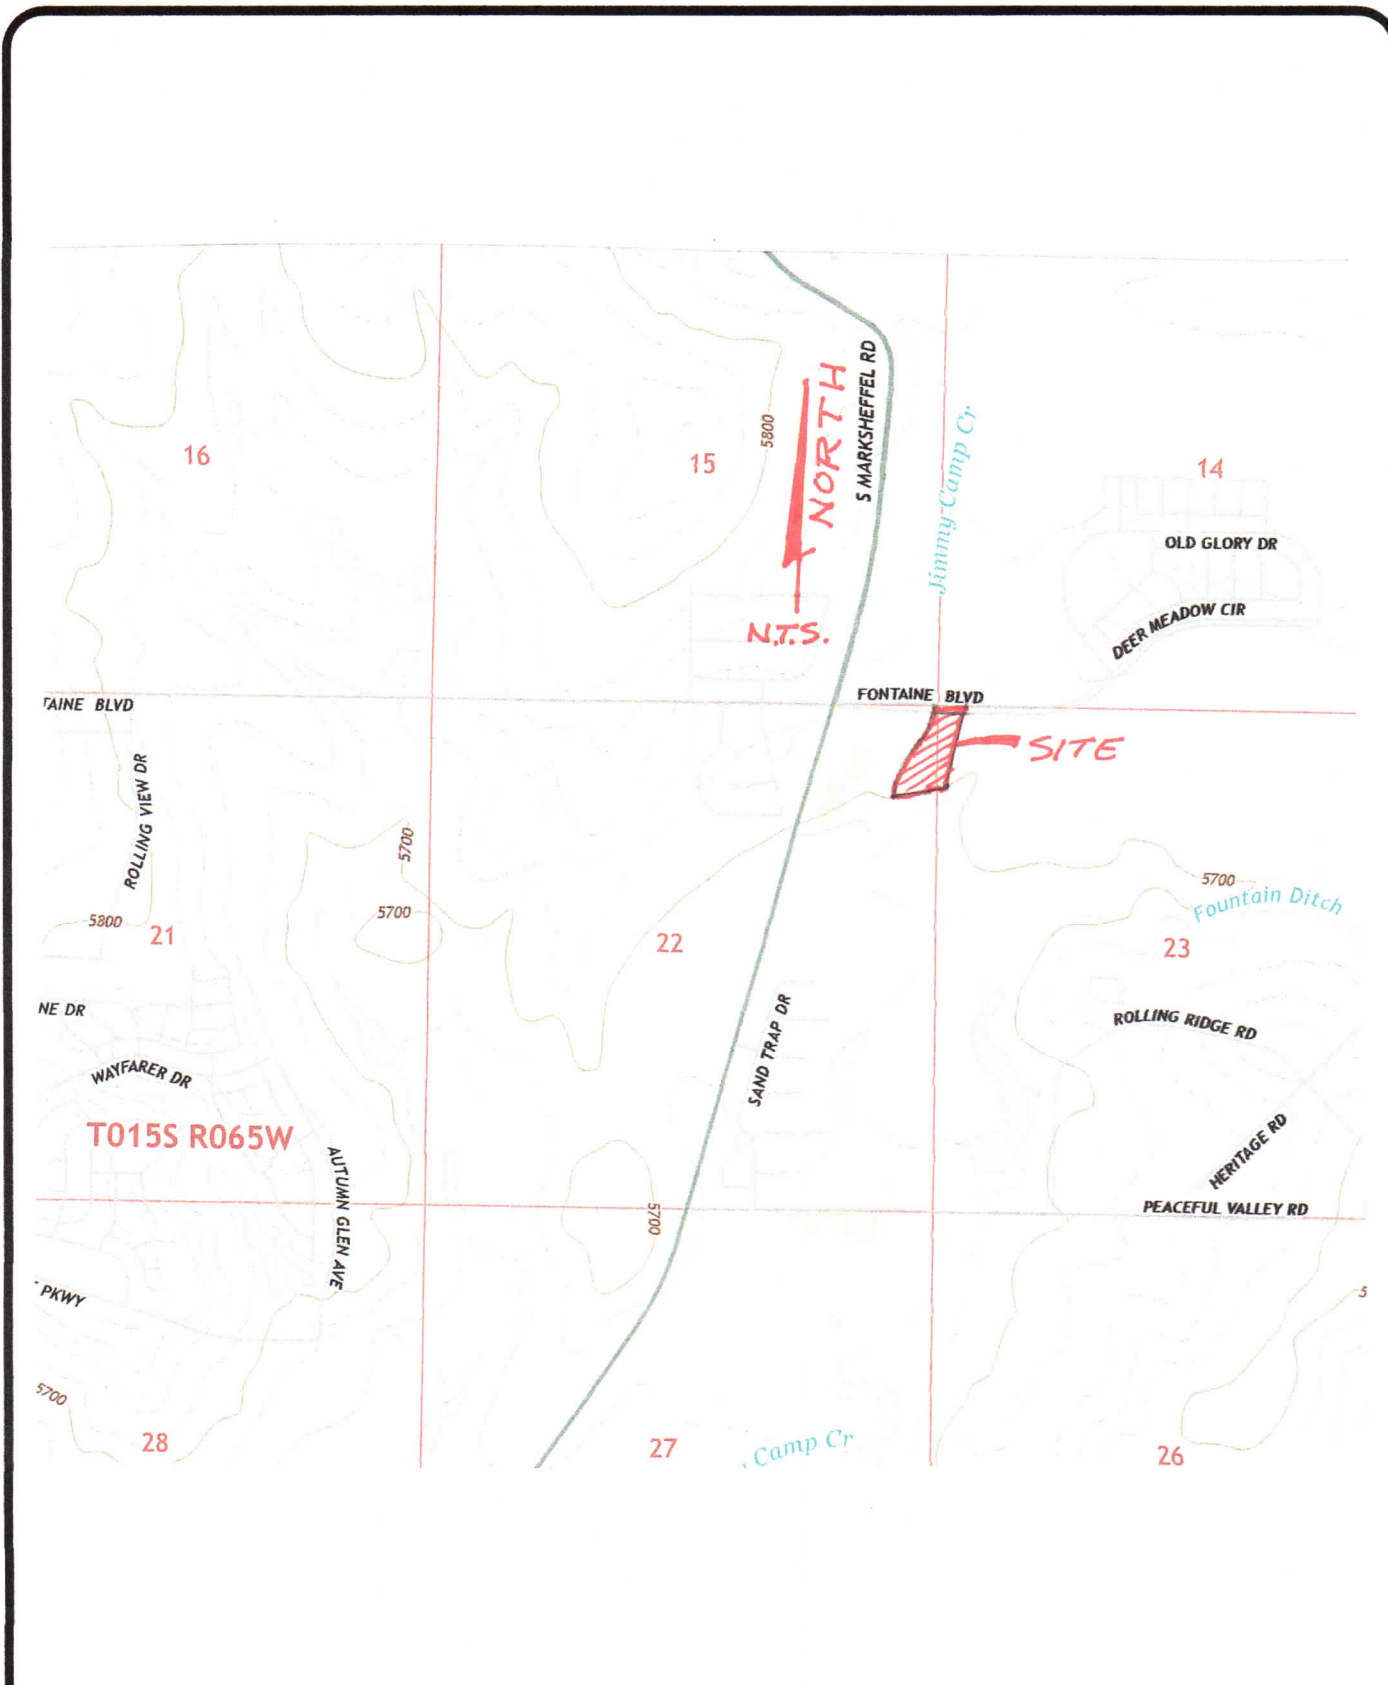 S MARKSHEFFEL RD
NORTH
5800
Jimmy Camp Cr
16
15
14
OLD GLORY DR
DEER MEADOW CIR
N.T.S.
FONTAINE BLVD
TAINE BLVD
SITE
ROLLING VIEW DR
5700
5700
5700
Fountain Ditch
5800
21
22
23
NE DR
SAND TRAP DR
ROLLING RIDGE RD
WAYFARER DR
T015S R065W
HERITAGE RD
AUTUMN GLEN AVE
5700
PEACEFUL VALLEY RD
PKWY
5
5700
28
27
Camp Cr
26